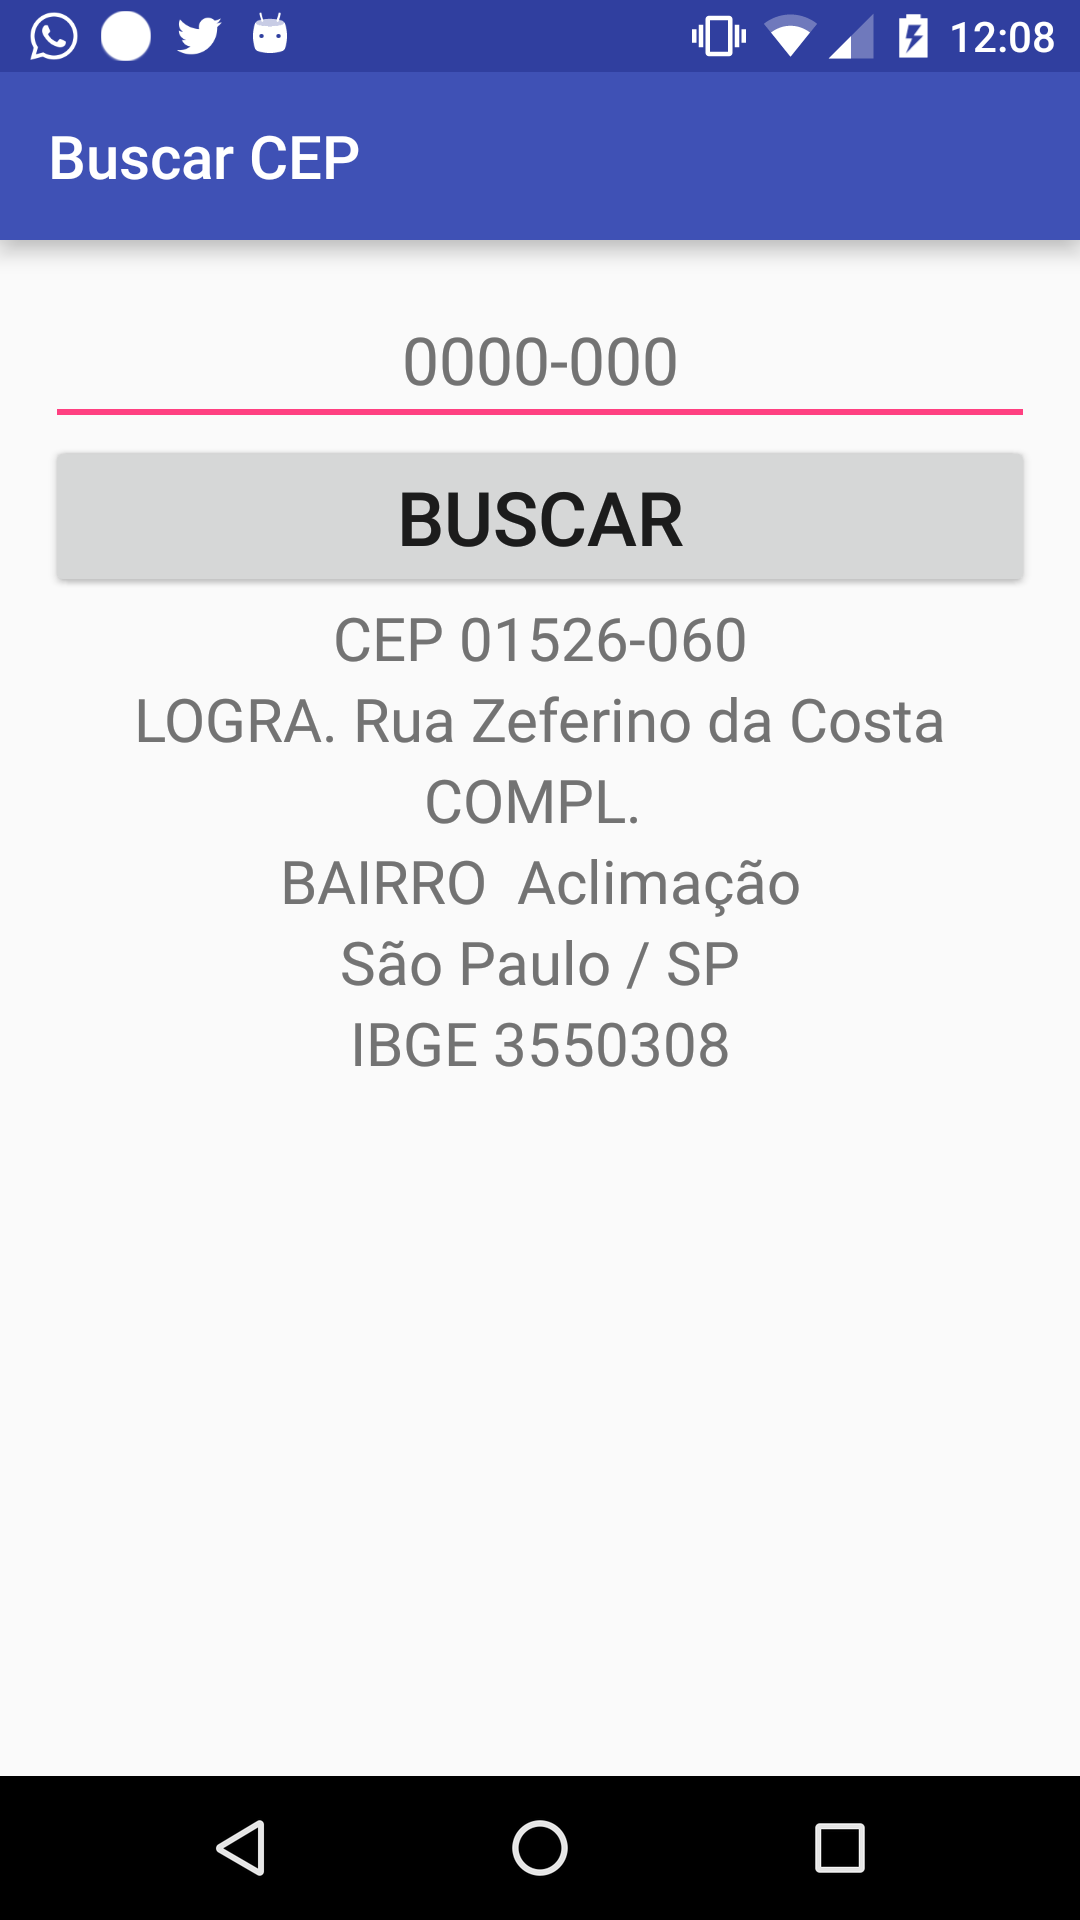 12:08
Buscar CEP
0000-000
BUSCAR
CEP 01526-060
LOGRA. Rua Zeferino da Costa
COMPL.
BAIRRO  Aclimação
São Paulo / SP
IBGE 3550308